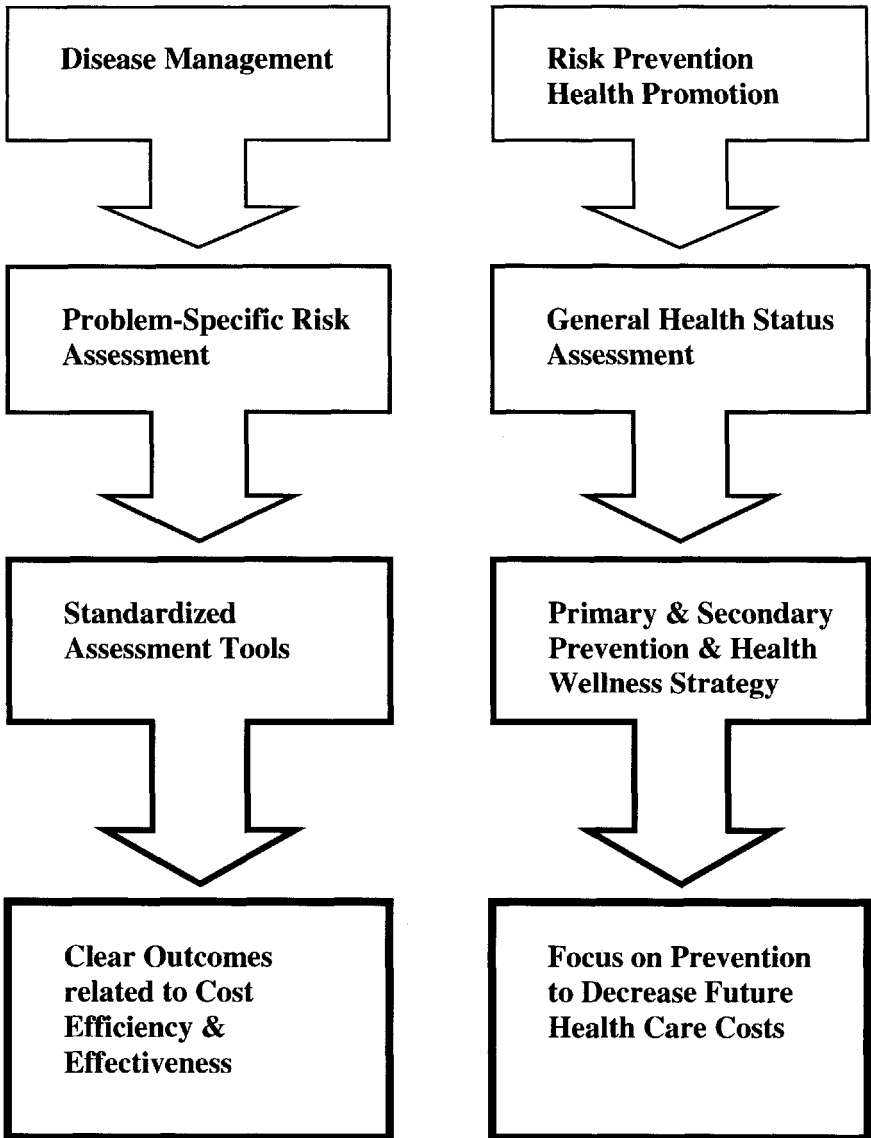 Disease Management
Problem-Specific Risk
Assessment
Standardized
Assessment Tools
Clear Outcomes
related to Cost
Efficiency &
Effectiveness
Risk Prevention
Health Promotion
General Health Status
Assessment
Primary & Secondary
Prevention & Health
Wellness Strategy
Focus on Prevention
to Decrease Future
Health Care Costs